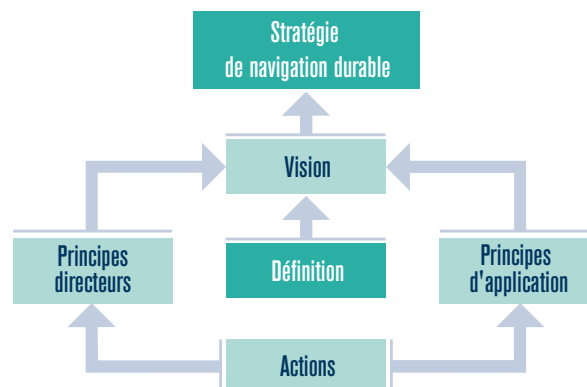 Stratégie
de navigation durable
Vision
Principes
directeurs
Définition
Principes
d'application
Actions